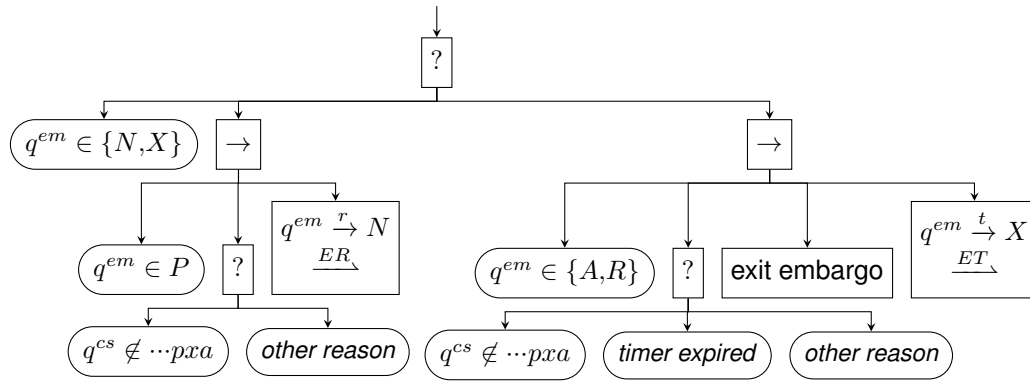 ?
q^{em} ∈ {N,X}
→
→
q^{em} ∈ P
?
q^{em} \xrightarrow{r} N
ER
q^{em} ∈ {A,R}
?
exit embargo
q^{em} \xrightarrow{t} X
ET
q^{cs} ∉ ···pxa
other reason
q^{cs} ∉ ···pxa
timer expired
other reason